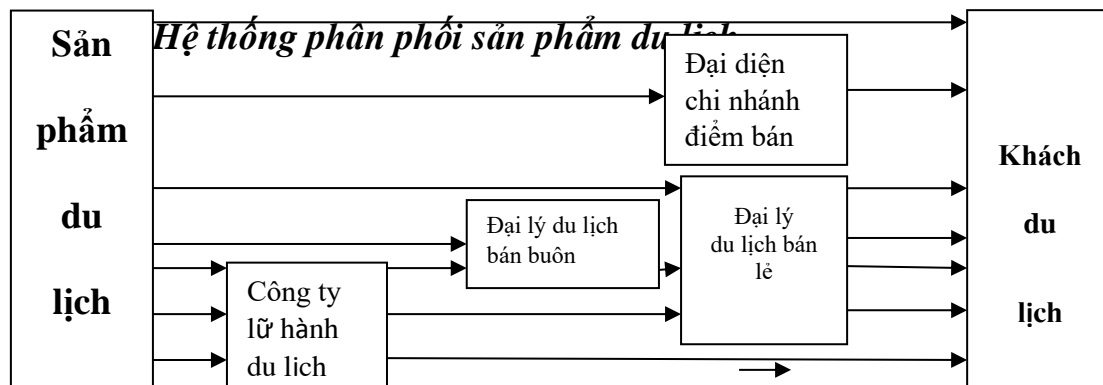 Hệ thống phân phối sản phẩm du lịch
Sản
phẩm
du
lịch
Đại diện
chi nhánh
điểm bán
Đại lý du lịch
bán buôn
Đại lý
du lịch bán
lẻ
Công ty
lữ hành
du lịch
Khách
du
lịch